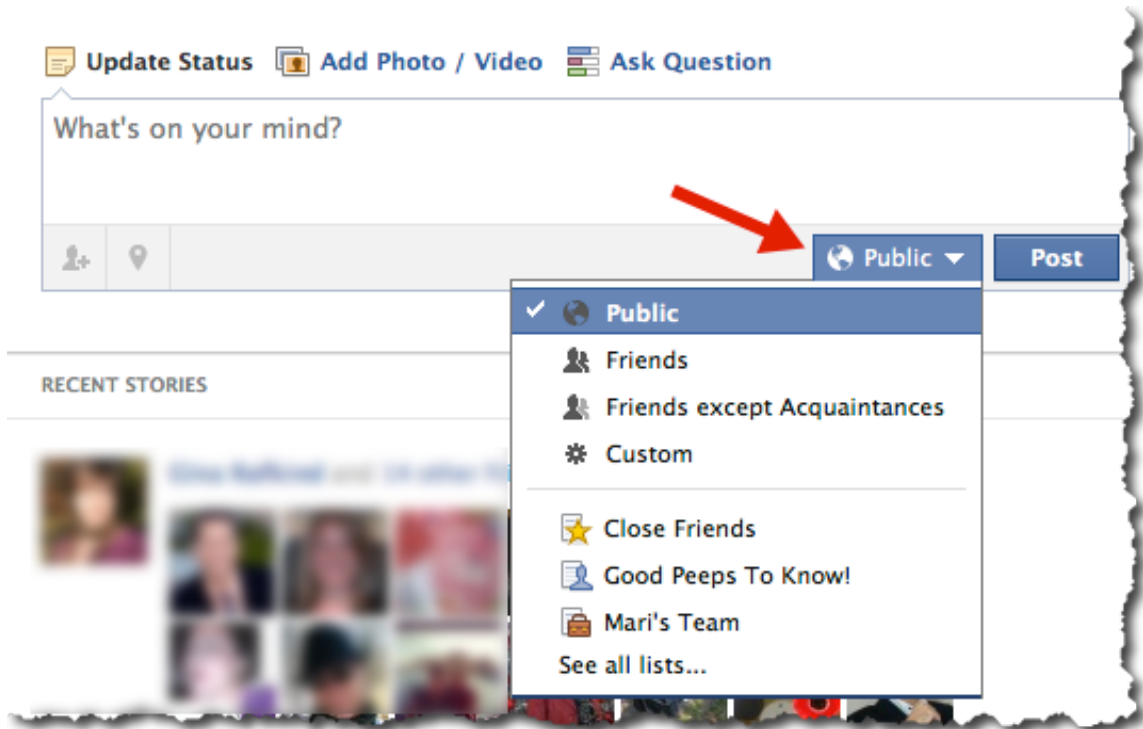 Update Status Add Photo / Video Ask Question
What's on your mind?
Public Post
Public
Friends
Friends except Acquaintances
Custom
RECENT STORIES
Close Friends
Good Peeps To Know!
Mari's Team
See all lists...